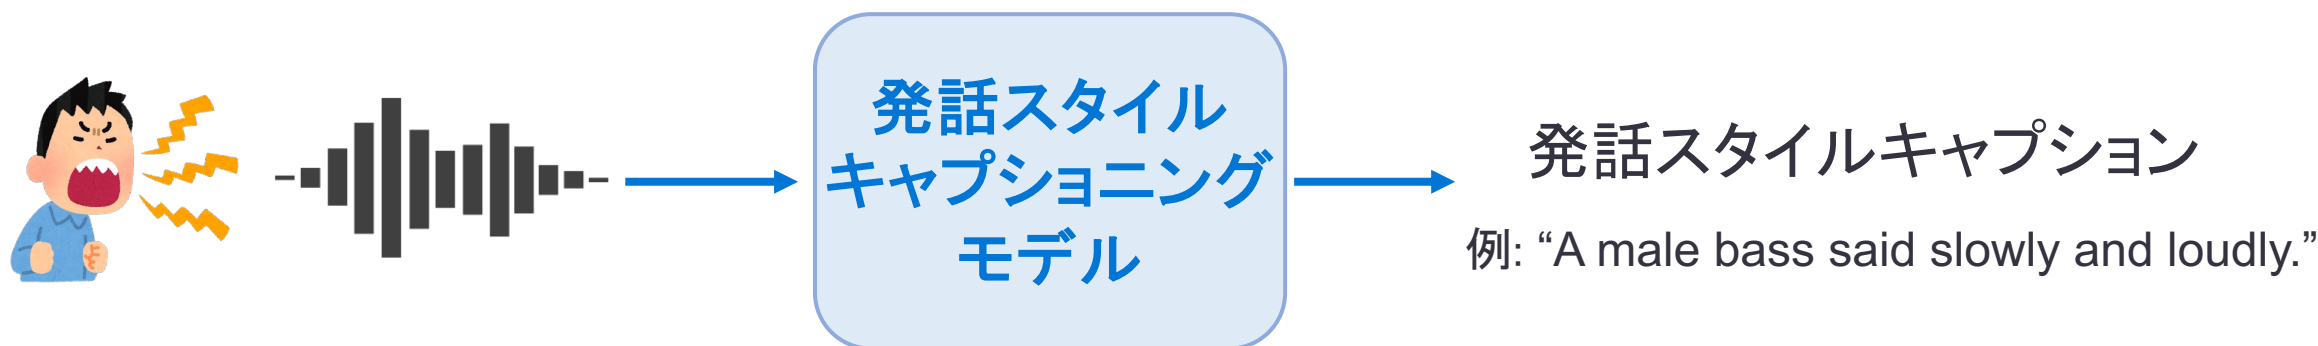 発話スタイル
キャプショニング
モデル
発話スタイルキャプション
例: “A male bass said slowly and loudly.”